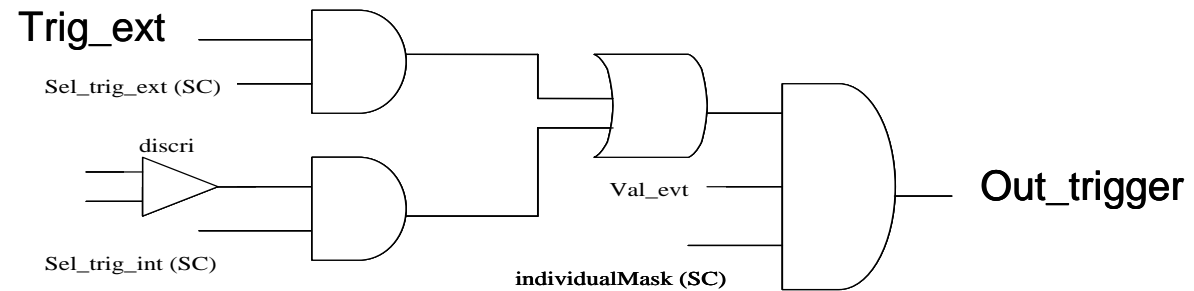 Trig_ext
Sel_trig_ext (SC)
discri
Sel_trig_int (SC)
Val_evt
individualMask (SC)
Out_trigger